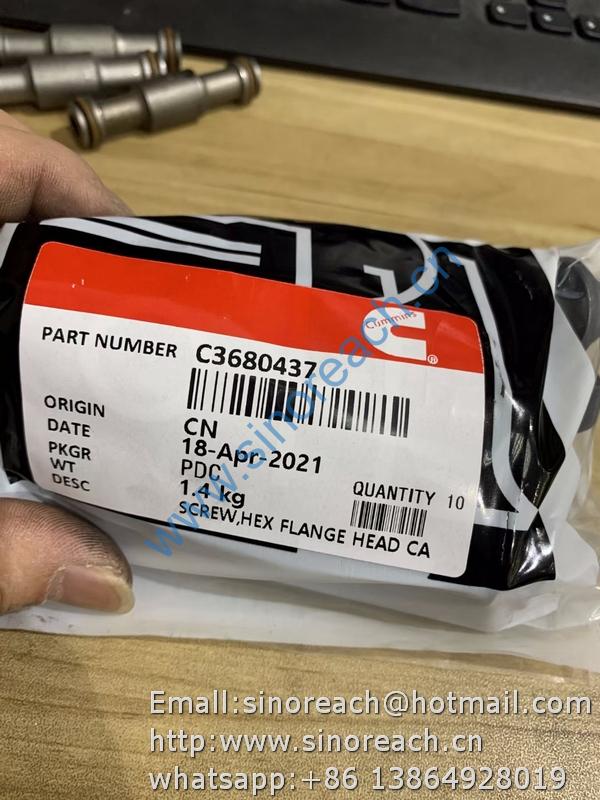 Cummins
®
PART NUMBER C3680437
ORIGIN CN
DATE 18-Apr-2021
PKGR PDC
WT 1.4 kg
QUANTITY 10
DESC SCREW,HEX FLANGE HEAD CA
www.sinoreach.cn
Email:sinoreach@hotmail.com
http:www.sinoreach.cn
whatsapp:+86 13864928019